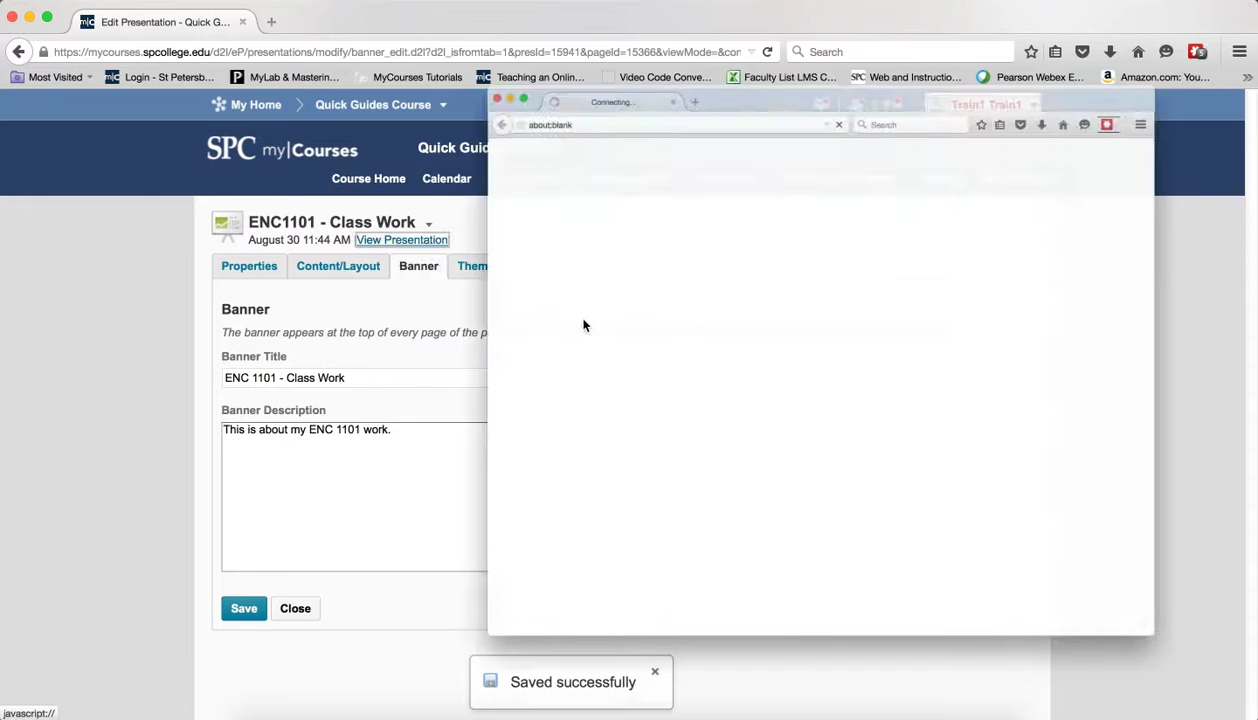 Edit Presentation - Quick G...
https://mycourses.spcollege.edu/d2l/eP/presentations/modify/banner_edit.d2l?d2l_isfromtab=1&presId=15941&pageId=15366&viewMode=&con
Search
Most Visited
Login - St Petersb...
MyLab & Mastering...
MyCourses Tutorials
Teaching an Onlin...
Video Code Conve...
Faculty List LMS C...
Web and Instructio...
Pearson Webex E...
Amazon.com: You...
My Home
Quick Guides Course
Connecting...
Train1 Train1
about:blank
Search
SPC my|Courses
Quick Guid
Course Home
Calendar
ENC1101 - Class Work
August 30 11:44 AM View Presentation
Properties
Content/Layout
Banner
Them
Banner
The banner appears at the top of every page of the p
Banner Title
ENC 1101 - Class Work
Banner Description
This is about my ENC 1101 work.
Save
Close
Saved successfully
javascript://